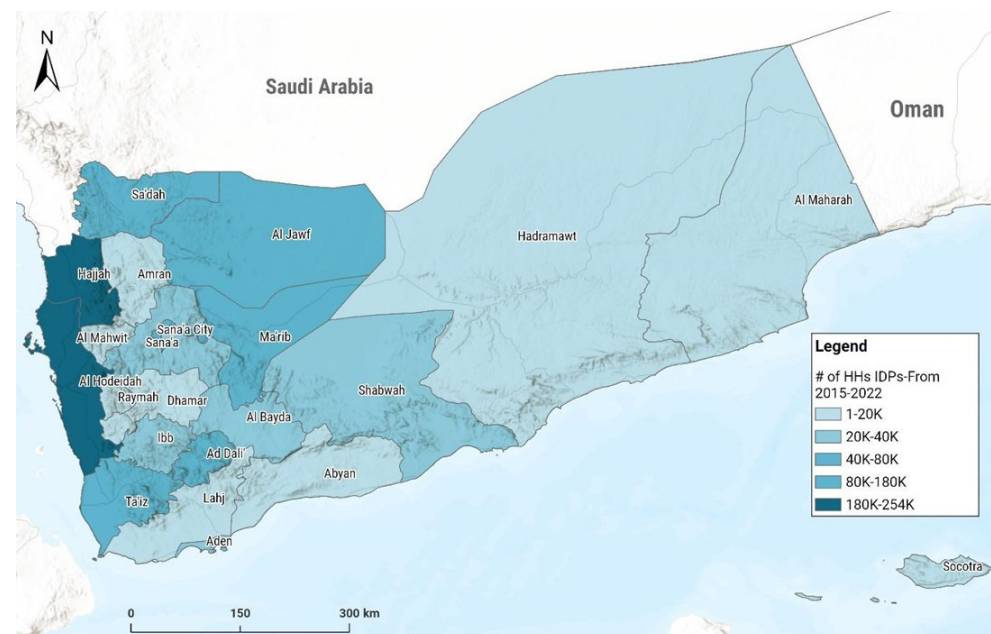 N
Saudi Arabia
Oman
Sa'dah
Al Maharah
Al Jawf
Hadramawt
Hajjah
Amran
Sana'a City
Ma'rib
Al Mahwit
Sana'a
Al Hodeidah
Raymah
Dhamar
Shabwah
Al Bayda
Ibb
Ad Dali'
Abyan
Ta'iz
Lahj
Aden
Socotra
Legend
# of HHs IDPs-From
2015-2022
1-20K
20K-40K
40K-80K
80K-180K
180K-254K
0 150 300 km